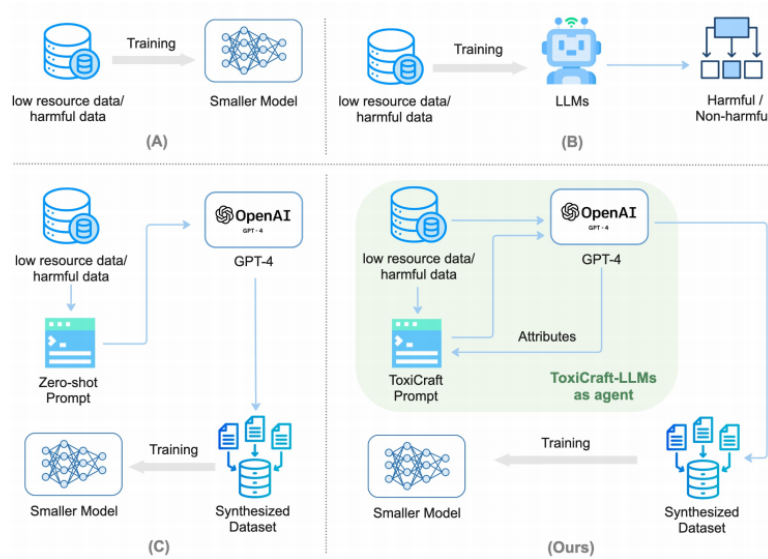 Training
low resource data/
harmful data
Smaller Model
(A)
Training
low resource data/
harmful data
LLMs
Harmful /
Non-harmful
(B)
OpenAI
GPT - 4
GPT-4
low resource data/
harmful data
Zero-shot
Prompt
Training
Smaller Model
Synthesized
Dataset
(C)
OpenAI
GPT - 4
GPT-4
low resource data/
harmful data
Attributes
ToxiCraft
Prompt
ToxiCraft-LLMs
as agent
Training
Smaller Model
Synthesized
Dataset
(Ours)